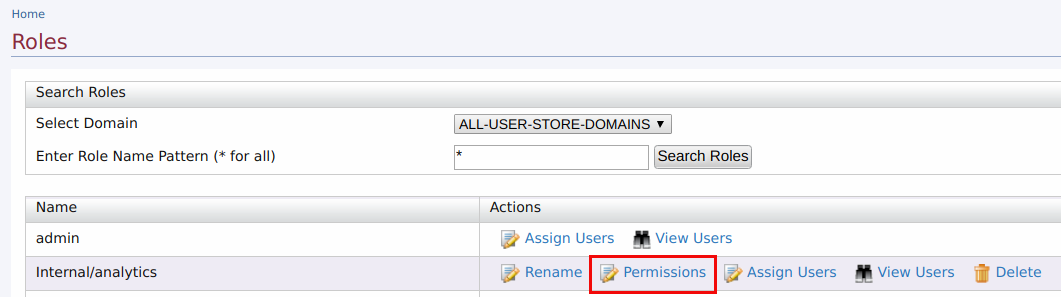 Home
Roles
Search Roles
Select Domain ALL-USER-STORE-DOMAINS
Enter Role Name Pattern (* for all) * Search Roles
Name Actions
admin Assign Users View Users
Internal/analytics Rename Permissions Assign Users View Users Delete